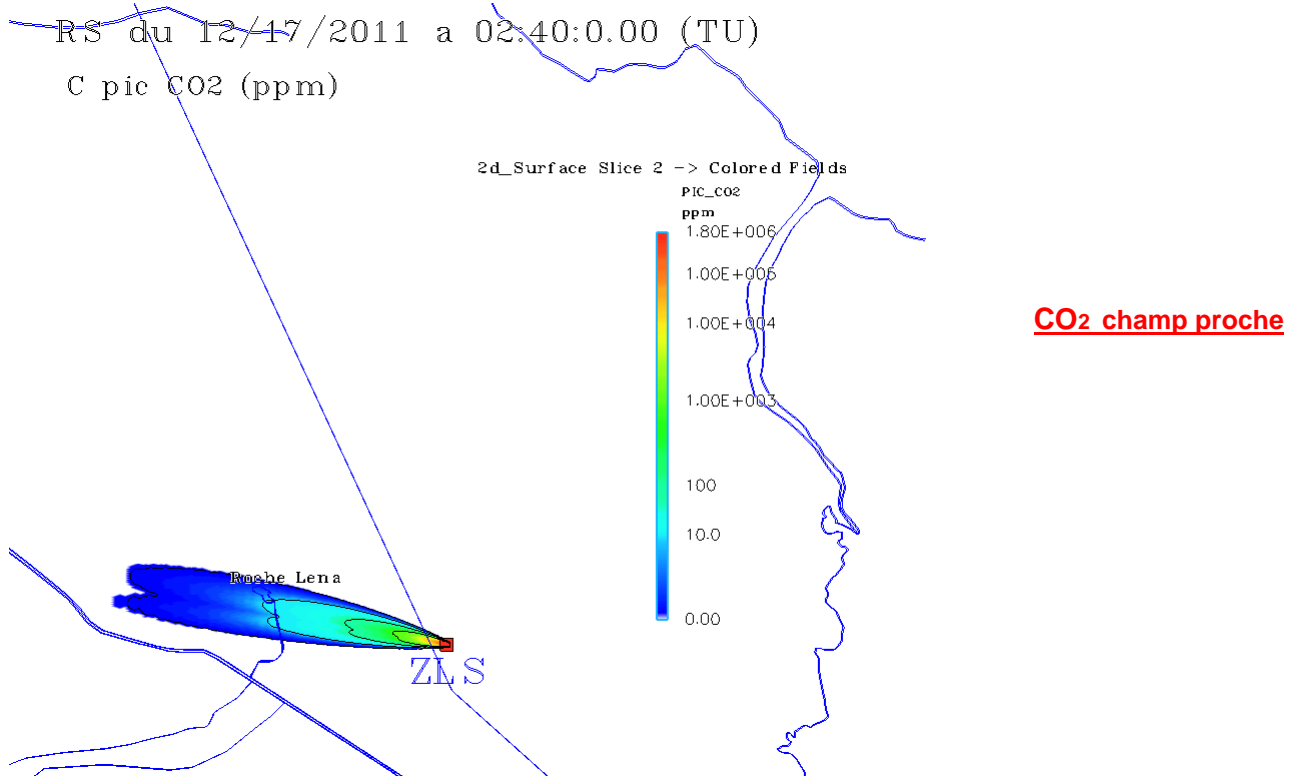 RS du 12/17/2011 a 02:40:0.00 (TU)
C pic CO2 (ppm)
2d_Surface Slice 2 -> Colored Fields
PIC_CO2
ppm
1.80E+006
1.00E+005
1.00E+004
1.00E+003
100
10.0
0.00
CO2 champ proche
Roche Lena
ZLS